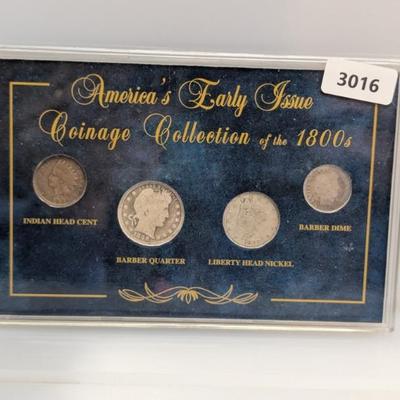 3016
America's Early Issue
Coinage Collection of the 1800s
INDIAN HEAD CENT
BARBER QUARTER
LIBERTY HEAD NICKEL
BARBER DIME